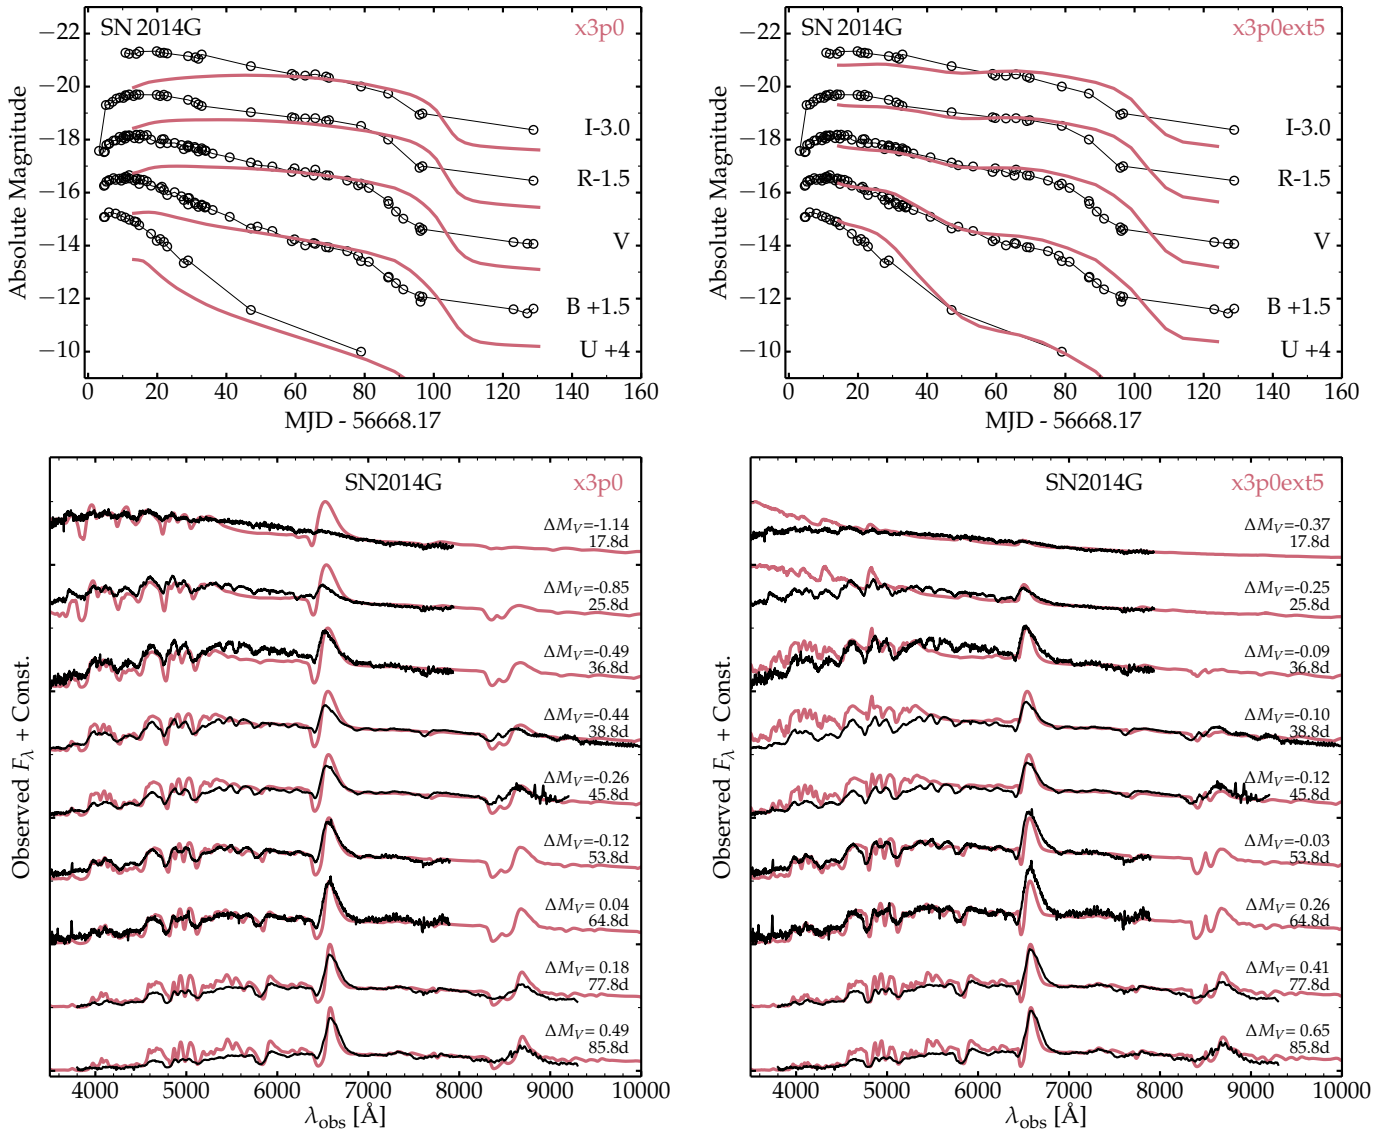 SN 2014G x3p0
Absolute Magnitude
−22
−20
−18
−16
−14
−12
−10
I-3.0
R-1.5
V
B +1.5
U +4
0 20 40 60 80 100 120 140 160
MJD - 56668.17
SN 2014G x3p0ext5
Absolute Magnitude
−22
−20
−18
−16
−14
−12
−10
I-3.0
R-1.5
V
B +1.5
U +4
0 20 40 60 80 100 120 140 160
MJD - 56668.17
SN2014G x3p0
Observed Fλ + Const.
ΔMV=-1.14
17.8d
ΔMV=-0.85
25.8d
ΔMV=-0.49
36.8d
ΔMV=-0.44
38.8d
ΔMV=-0.26
45.8d
ΔMV=-0.12
53.8d
ΔMV= 0.04
64.8d
ΔMV= 0.18
77.8d
ΔMV= 0.49
85.8d
4000 5000 6000 7000 8000 9000 10000
λobs [Å]
SN2014G x3p0ext5
Observed Fλ + Const.
ΔMV=-0.37
17.8d
ΔMV=-0.25
25.8d
ΔMV=-0.09
36.8d
ΔMV=-0.10
38.8d
ΔMV=-0.12
45.8d
ΔMV=-0.03
53.8d
ΔMV= 0.26
64.8d
ΔMV= 0.41
77.8d
ΔMV= 0.65
85.8d
4000 5000 6000 7000 8000 9000 10000
λobs [Å]